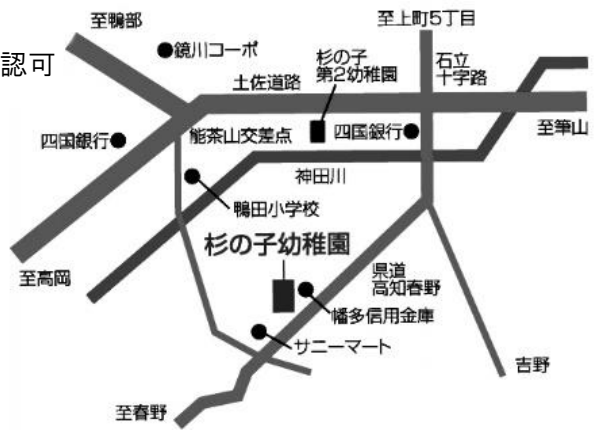 至鴨部
至上町5丁目
認可
鏡川コーポ
杉の子
第2幼稚園
石立
十字路
土佐道路
四国銀行
能茶山交差点
四国銀行
至筆山
神田川
鴨田小学校
杉の子幼稚園
至高岡
県道
高知春野
幡多信用金庫
サニーマート
吉野
至春野